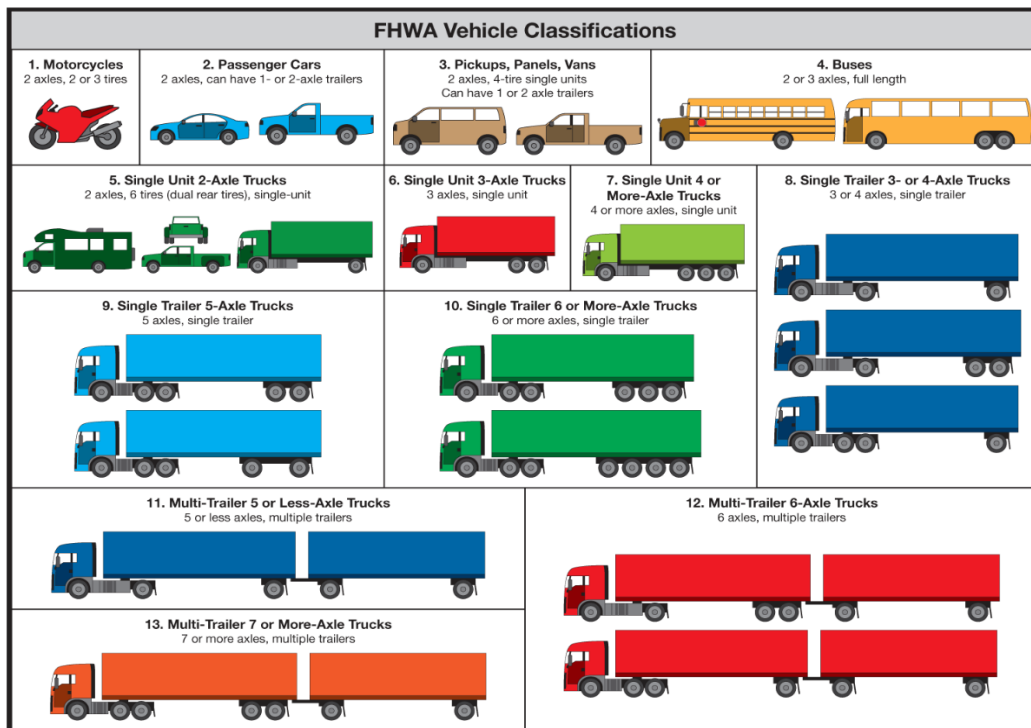 FHWA Vehicle Classifications
1. Motorcycles
2 axles, 2 or 3 tires
2. Passenger Cars
2 axles, can have 1- or 2-axle trailers
3. Pickups, Panels, Vans
2 axles, 4-tire single units
Can have 1 or 2 axle trailers
4. Buses
2 or 3 axles, full length
5. Single Unit 2-Axle Trucks
2 axles, 6 tires (dual rear tires), single-unit
6. Single Unit 3-Axle Trucks
3 axles, single unit
7. Single Unit 4 or
More-Axle Trucks
4 or more axles, single unit
8. Single Trailer 3- or 4-Axle Trucks
3 or 4 axles, single trailer
9. Single Trailer 5-Axle Trucks
5 axles, single trailer
10. Single Trailer 6 or More-Axle Trucks
6 or more axles, single trailer
11. Multi-Trailer 5 or Less-Axle Trucks
5 or less axles, multiple trailers
12. Multi-Trailer 6-Axle Trucks
6 axles, multiple trailers
13. Multi-Trailer 7 or More-Axle Trucks
7 or more axles, multiple trailers